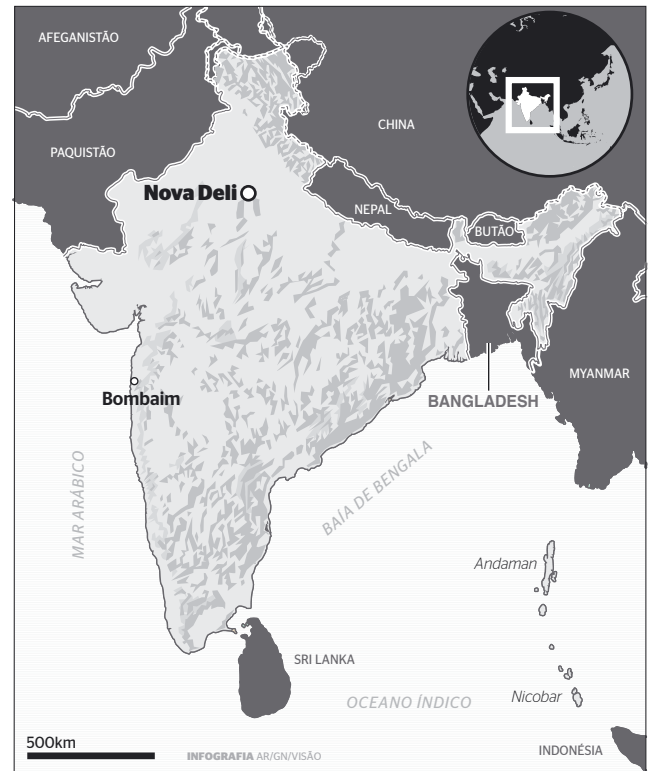 AFEGANISTÃO
CHINA
PAQUISTÃO
Nova Deli
NEPAL
BUTÃO
MYANMAR
Bombaim
BANGLADESH
MAR ARÁBICO
BAÍA DE BENGALA
Andaman
SRI LANKA
Nicobar
OCEANO ÍNDICO
500km
INFOGRAFIA AR/GN/VISÃO
INDONÉSIA